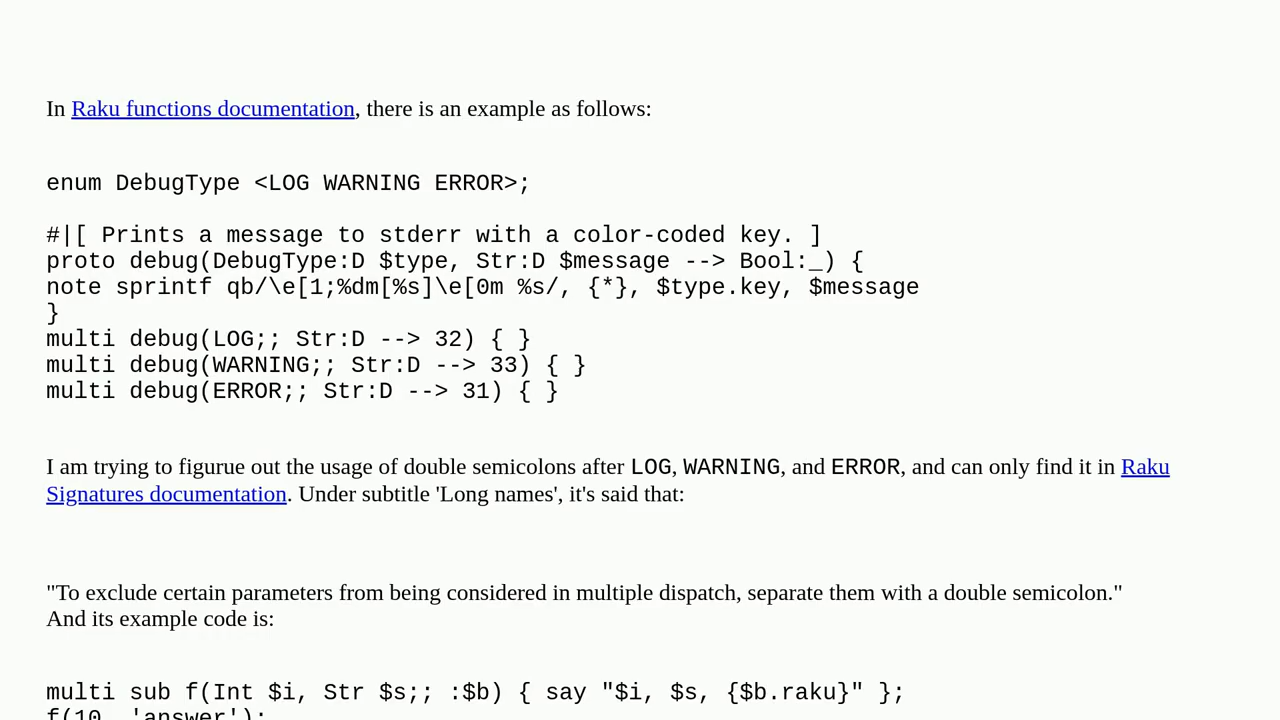 In Raku functions documentation, there is an example as follows:
enum DebugType <LOG WARNING ERROR>;
#|[ Prints a message to stderr with a color-coded key. ]
proto debug(DebugType:D $type, Str:D $message --> Bool:_) {
note sprintf qb/\e[1;%dm[%s]\e[0m %s/, {*}, $type.key, $message
}
multi debug(LOG;; Str:D --> 32) { }
multi debug(WARNING;; Str:D --> 33) { }
multi debug(ERROR;; Str:D --> 31) { }
I am trying to figurue out the usage of double semicolons after LOG, WARNING, and ERROR, and can only find it in Raku
Signatures documentation. Under subtitle 'Long names', it's said that:
"To exclude certain parameters from being considered in multiple dispatch, separate them with a double semicolon."
And its example code is:
multi sub f(Int $i, Str $s;; :$b) { say "$i, $s, {$b.raku}" };
f(10, 'answer');